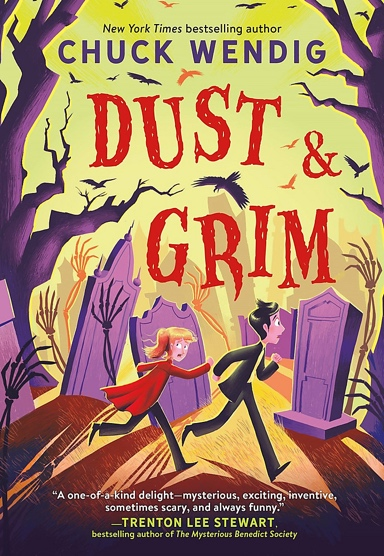 New York Times bestselling author
CHUCK WENDIG
DUST
&
GRIM
“A one-of-a-kind delight—mysterious, exciting, inventive,
sometimes scary, and always funny.”
—TRENTON LEE STEWART,
bestselling author of The Mysterious Benedict Society